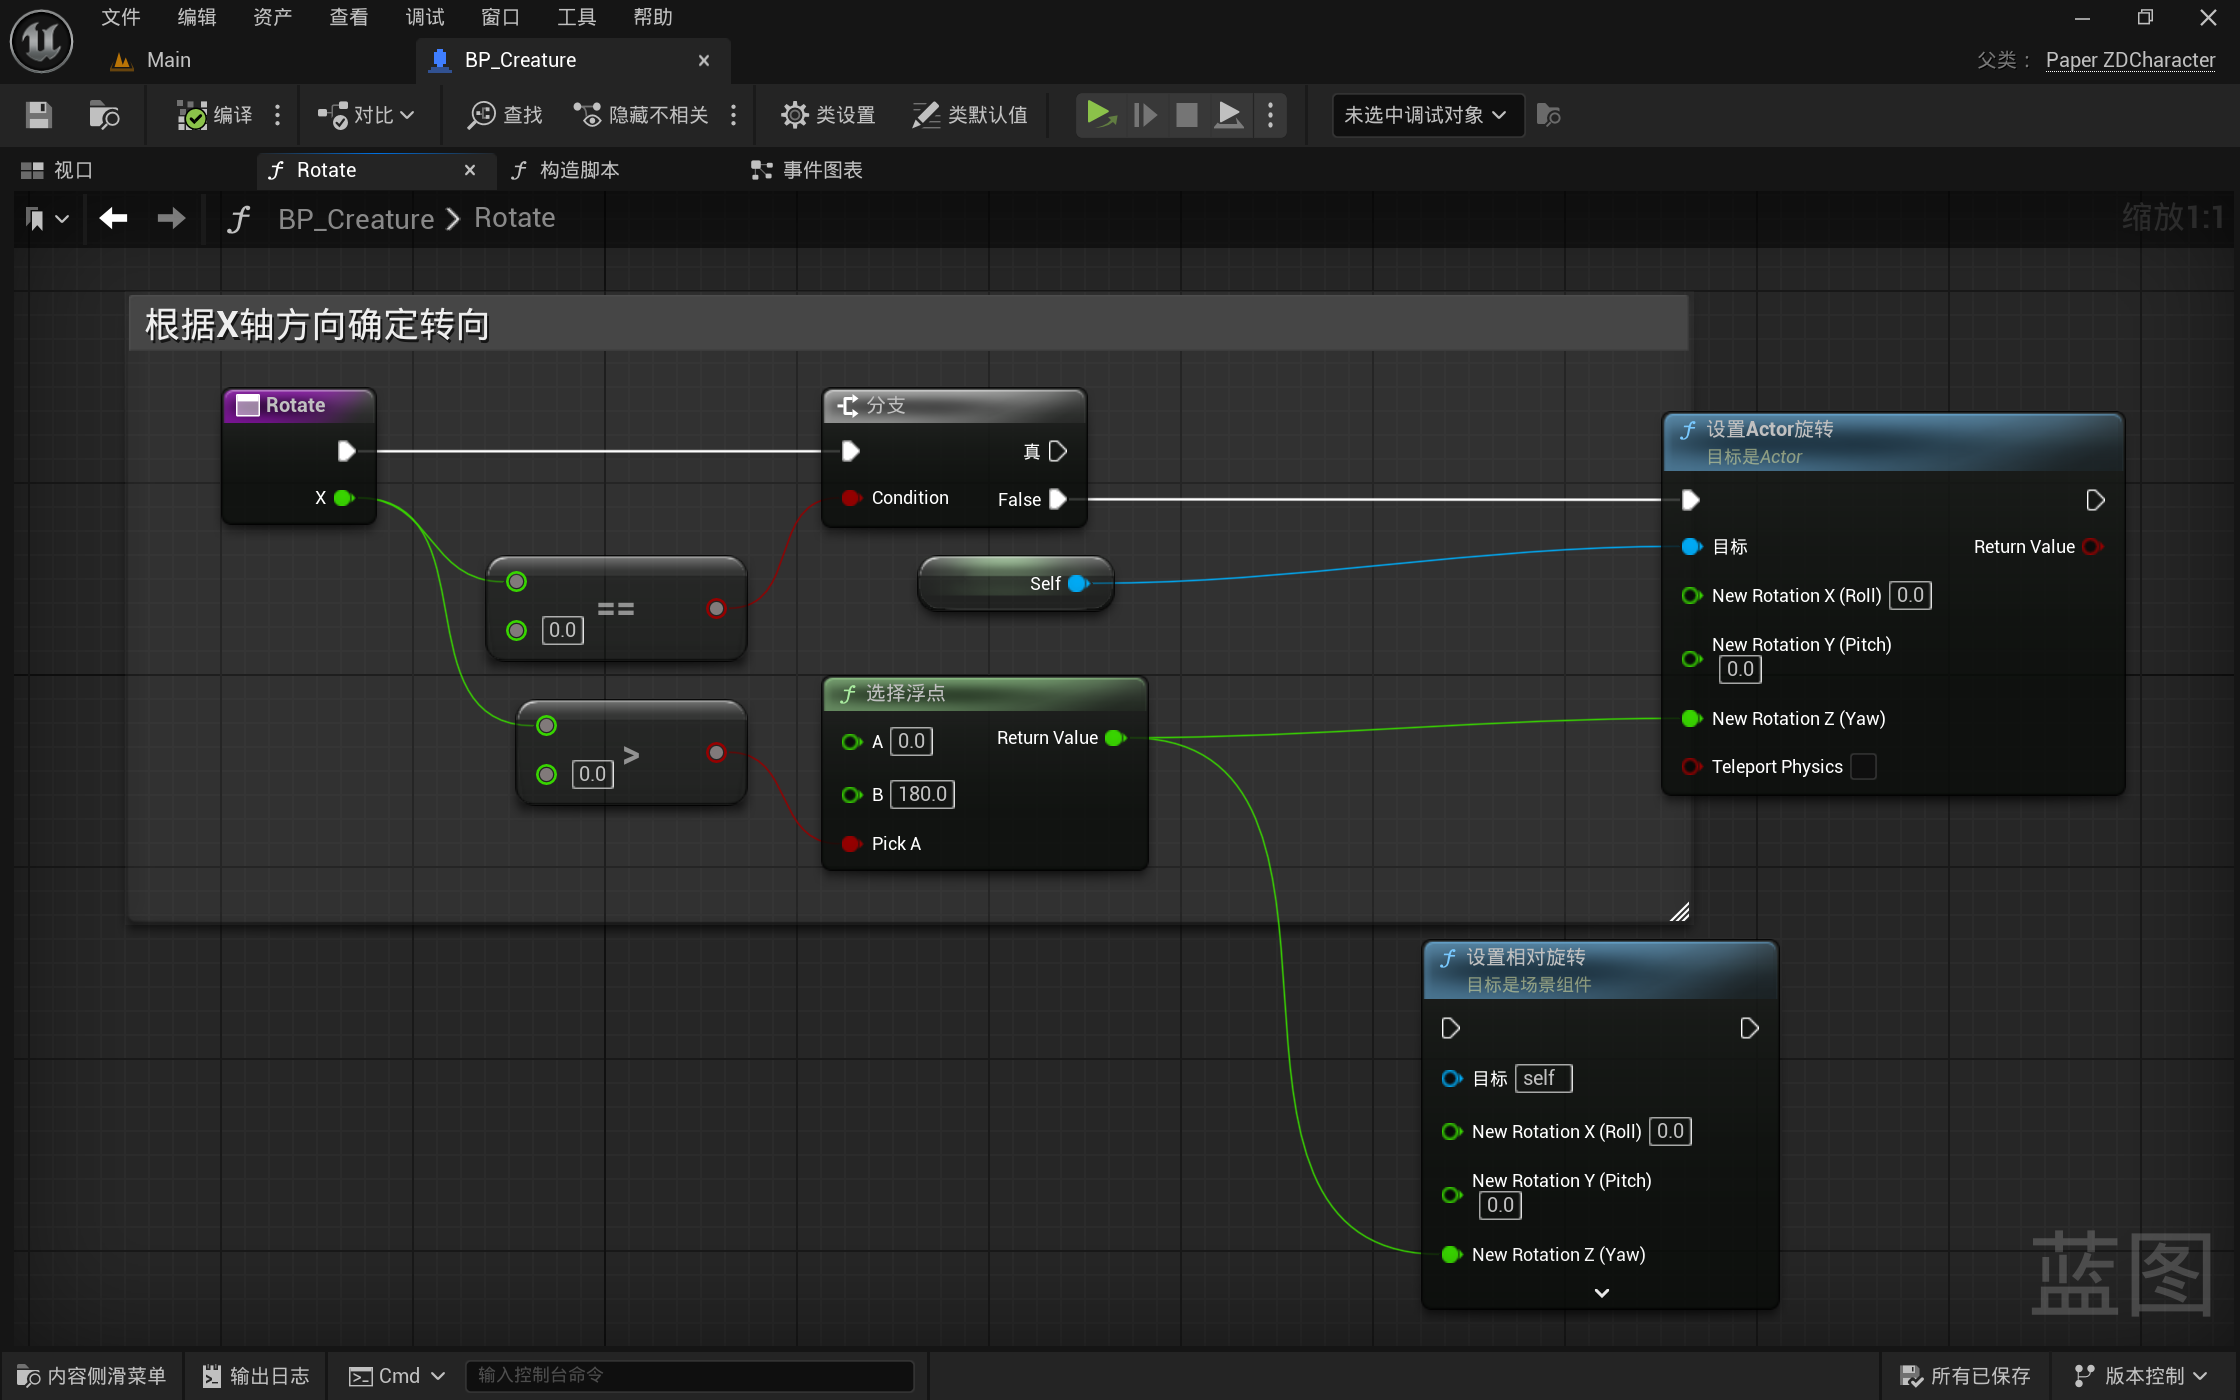 文件 编辑 资产 查看 调试 窗口 工具 帮助
Main
BP_Creature
父类： Paper ZDCharacter
编译 对比 查找 隐藏不相关 类设置 类默认值 未选中调试对象
视口 Rotate 构造脚本 事件图表
BP_Creature Rotate
缩放1:1
根据X轴方向确定转向
Rotate
X
分支
真
Condition False
==
0.0
Self
>
0.0
选择浮点
A 0.0 Return Value
B 180.0
Pick A
设置Actor旋转
目标是Actor
目标 Return Value
New Rotation X (Roll) 0.0
New Rotation Y (Pitch)
0.0
New Rotation Z (Yaw)
Teleport Physics
设置相对旋转
目标是场景组件
目标 self
New Rotation X (Roll) 0.0
New Rotation Y (Pitch)
0.0
New Rotation Z (Yaw)
蓝图
内容侧滑菜单 输出日志 Cmd 输入控制台命令 所有已保存 版本控制